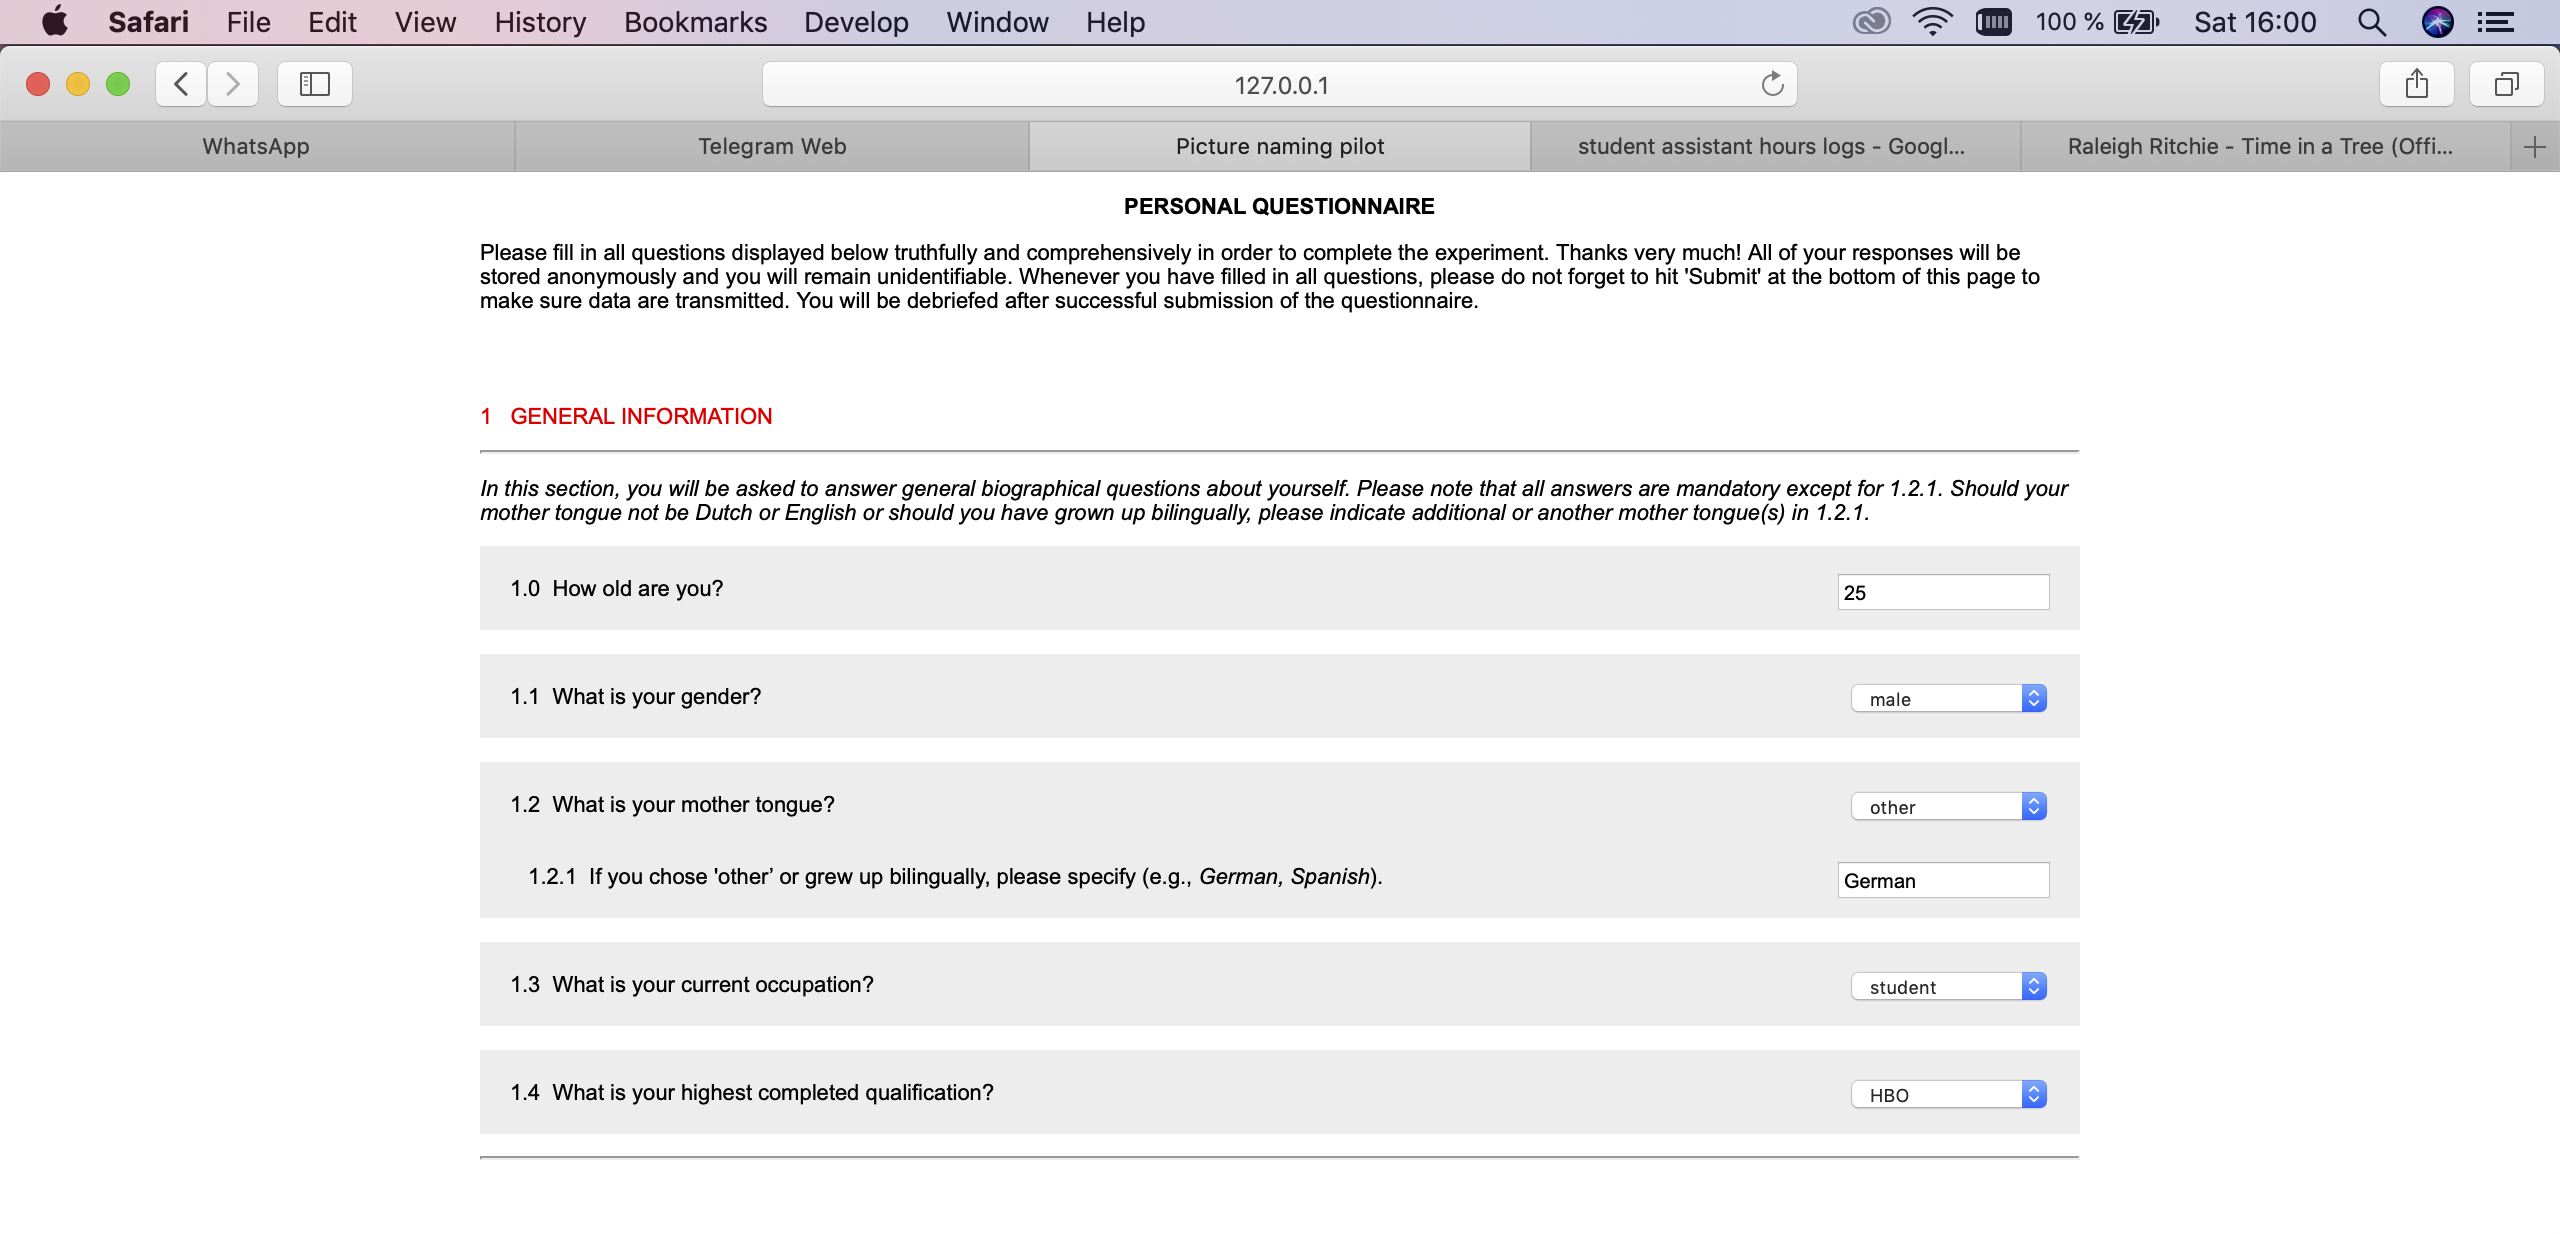 Safari File Edit View History Bookmarks Develop Window Help 100 % Sat 16:00
127.0.0.1
WhatsApp Telegram Web Picture naming pilot student assistant hours logs - Googl... Raleigh Ritchie - Time in a Tree (Offi...
PERSONAL QUESTIONNAIRE
Please fill in all questions displayed below truthfully and comprehensively in order to complete the experiment. Thanks very much! All of your responses will be
stored anonymously and you will remain unidentifiable. Whenever you have filled in all questions, please do not forget to hit 'Submit' at the bottom of this page to
make sure data are transmitted. You will be debriefed after successful submission of the questionnaire.
1 GENERAL INFORMATION
In this section, you will be asked to answer general biographical questions about yourself. Please note that all answers are mandatory except for 1.2.1. Should your
mother tongue not be Dutch or English or should you have grown up bilingually, please indicate additional or another mother tongue(s) in 1.2.1.
1.0 How old are you? 25
1.1 What is your gender? male
1.2 What is your mother tongue? other
1.2.1 If you chose 'other’ or grew up bilingually, please specify (e.g., German, Spanish). German
1.3 What is your current occupation? student
1.4 What is your highest completed qualification? HBO